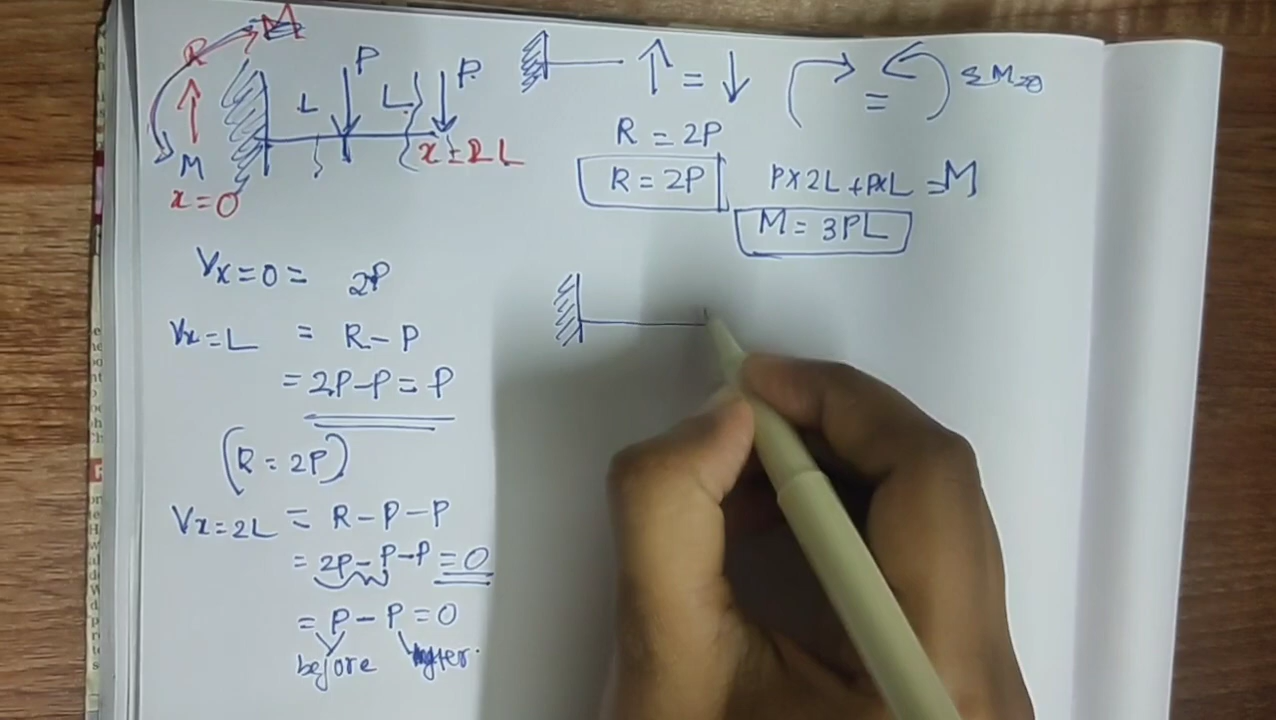 R
M
P
P
L
L
M
x = 0
x = 2L
↑ = ↓
=
ΣM=0
R = 2P
R = 2P
P×2L + P×L = M
M = 3PL
Vx=0 = 2P
Vx=L = R-P
= 2P-P = P
(R = 2P)
Vx=2L = R-P-P
= 2P-P-P = 0
= P-P = 0
before after.